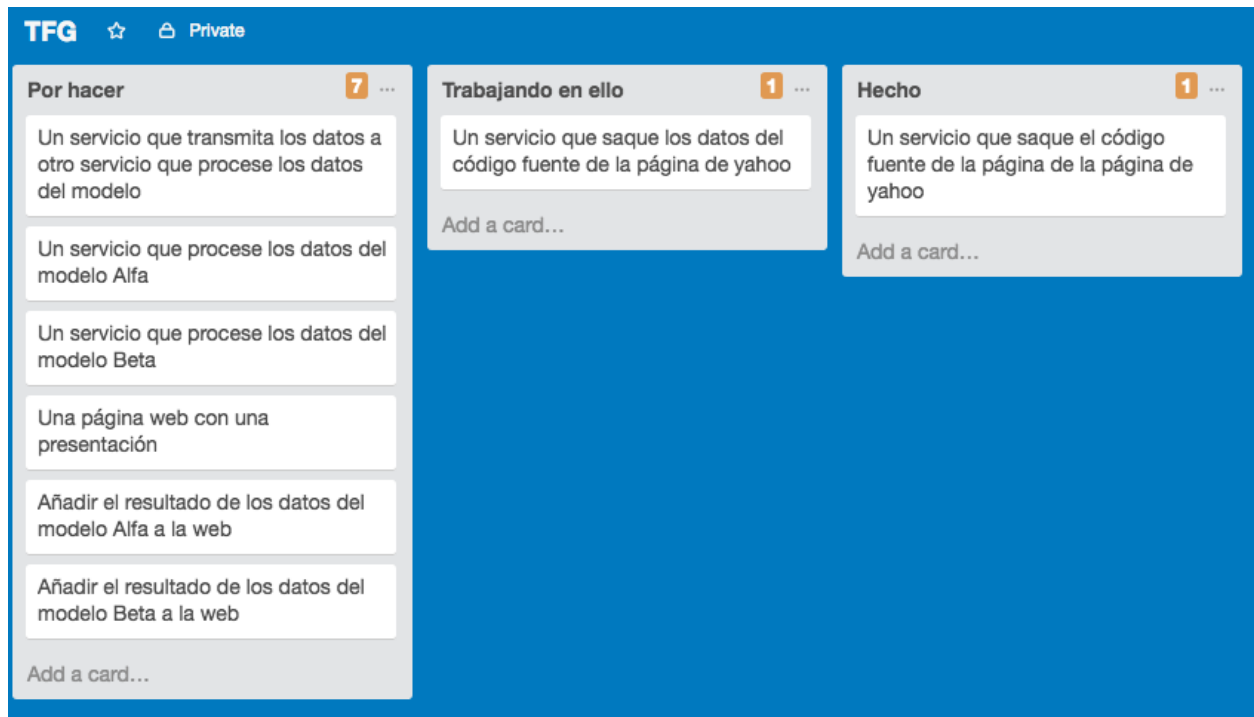 TFG Private
Por hacer 7 ...
Un servicio que transmita los datos a
otro servicio que procese los datos
del modelo
Un servicio que procese los datos del
modelo Alfa
Un servicio que procese los datos del
modelo Beta
Una página web con una
presentación
Añadir el resultado de los datos del
modelo Alfa a la web
Añadir el resultado de los datos del
modelo Beta a la web
Add a card...
Trabajando en ello 1 ...
Un servicio que saque los datos del
código fuente de la página de yahoo
Add a card...
Hecho 1 ...
Un servicio que saque el código
fuente de la página de la página de
yahoo
Add a card...